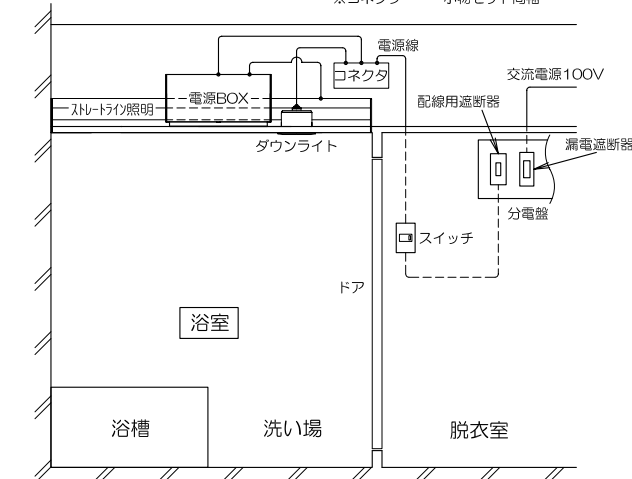 電源線
コネクタ
交流電源100V
電源BOX
配線用遮断器
ストレートライン照明
ダウンライト
漏電遮断器
分電盤
スイッチ
ドア
浴室
浴槽
洗い場
脱衣室